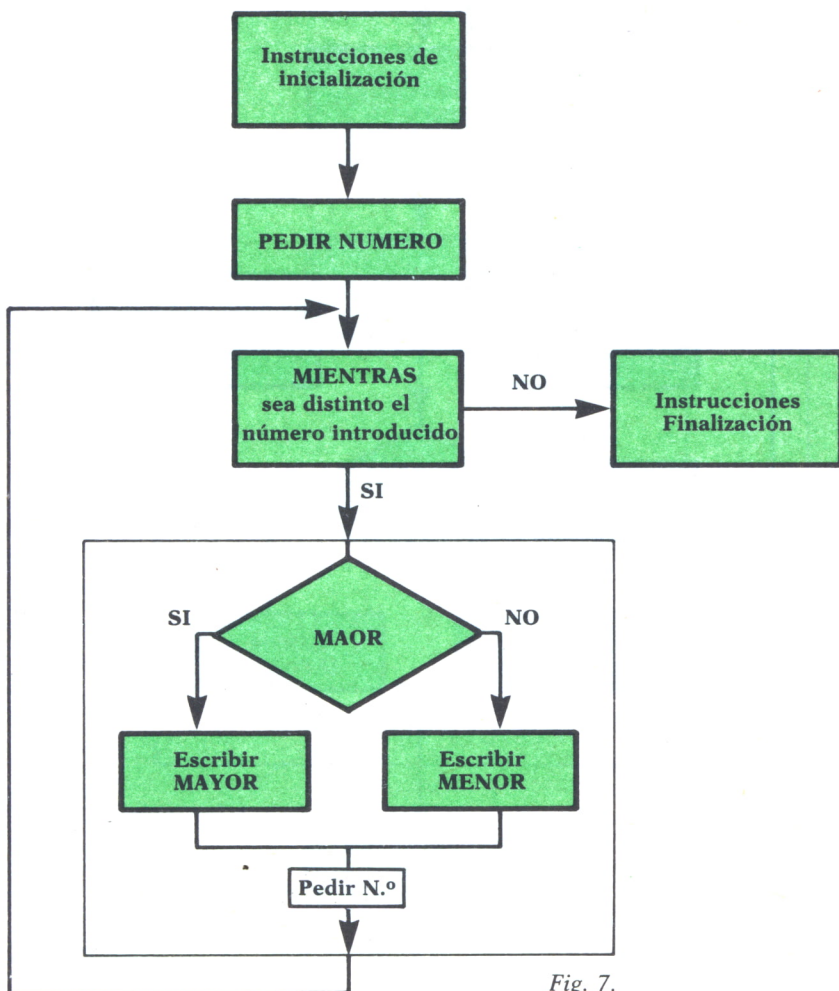 Instrucciones de
inicialización
PEDIR NUMERO
MIENTRAS
sea distinto el
número introducido
NO
Instrucciones
Finalización
SI
SI
MAOR
NO
Escribir
MAYOR
Escribir
MENOR
Pedir N.º
Fig. 7.